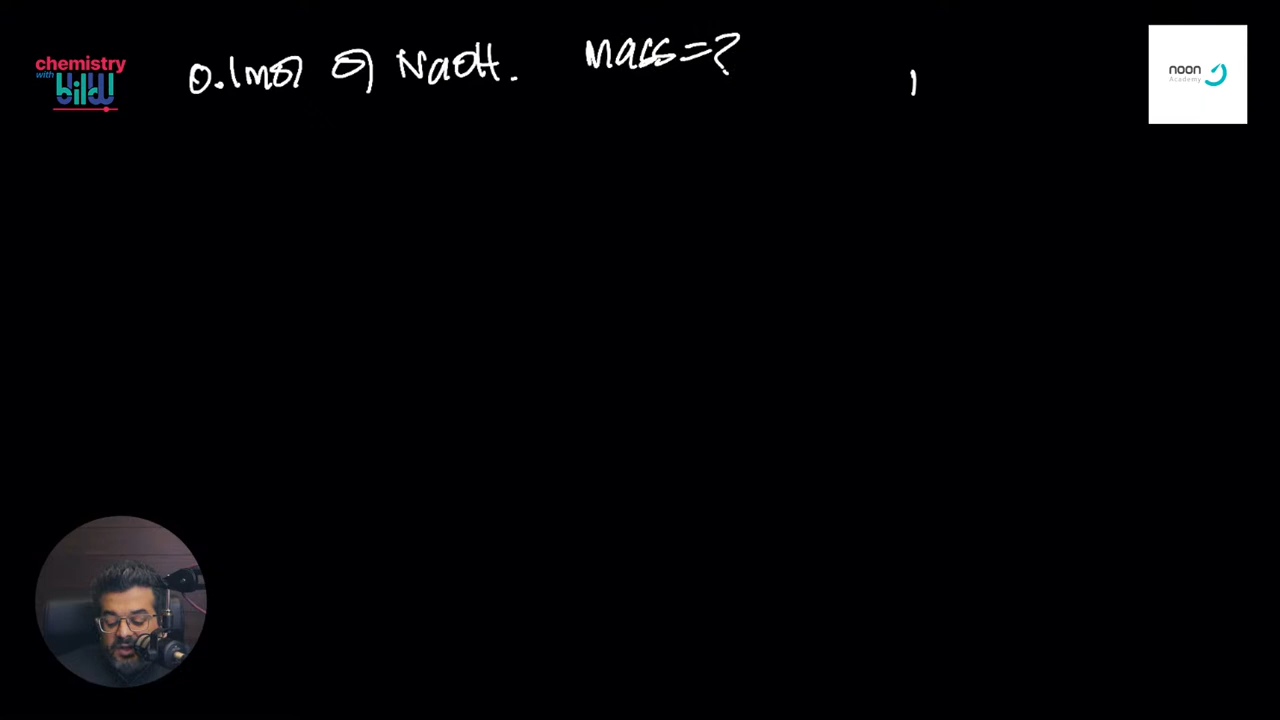 chemistry
with
bilal
0.1mol of NaOH. Mass=?
noon
Academy